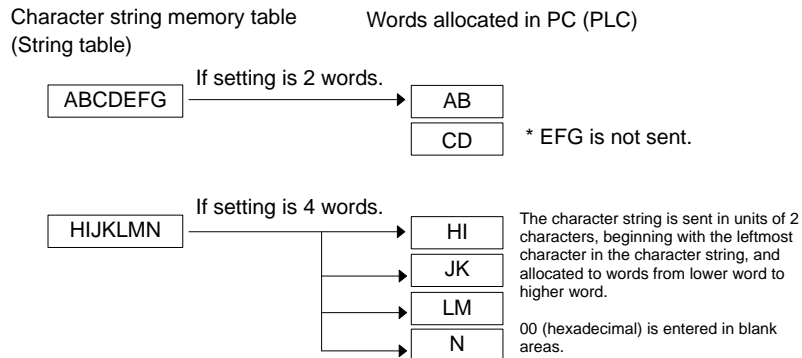 Character string memory table
(String table)
Words allocated in PC (PLC)
If setting is 2 words.
ABCDEFG
AB
CD
* EFG is not sent.
If setting is 4 words.
HIJKLMN
HI
JK
LM
N
The character string is sent in units of 2
characters, beginning with the leftmost
character in the character string, and
allocated to words from lower word to
higher word.
00 (hexadecimal) is entered in blank
areas.